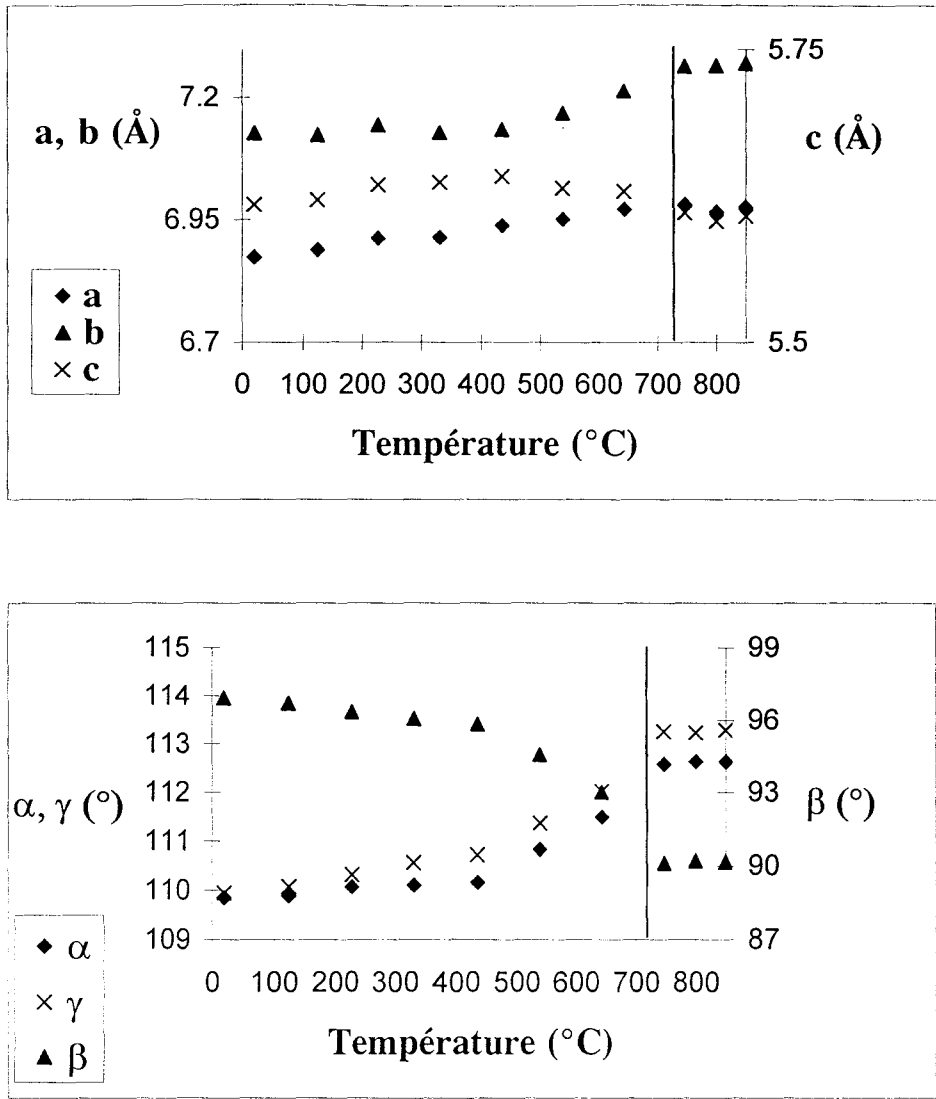 5.75
7.2
a, b (Å)
c (Å)
6.95
a
b
c
6.7
5.5
0 100 200 300 400 500 600 700 800
Température (°C)
115
99
114
96
113
112
93
α, γ (°)
β (°)
111
90
110
109
87
α
γ
β
0 100 200 300 400 500 600 700 800
Température (°C)